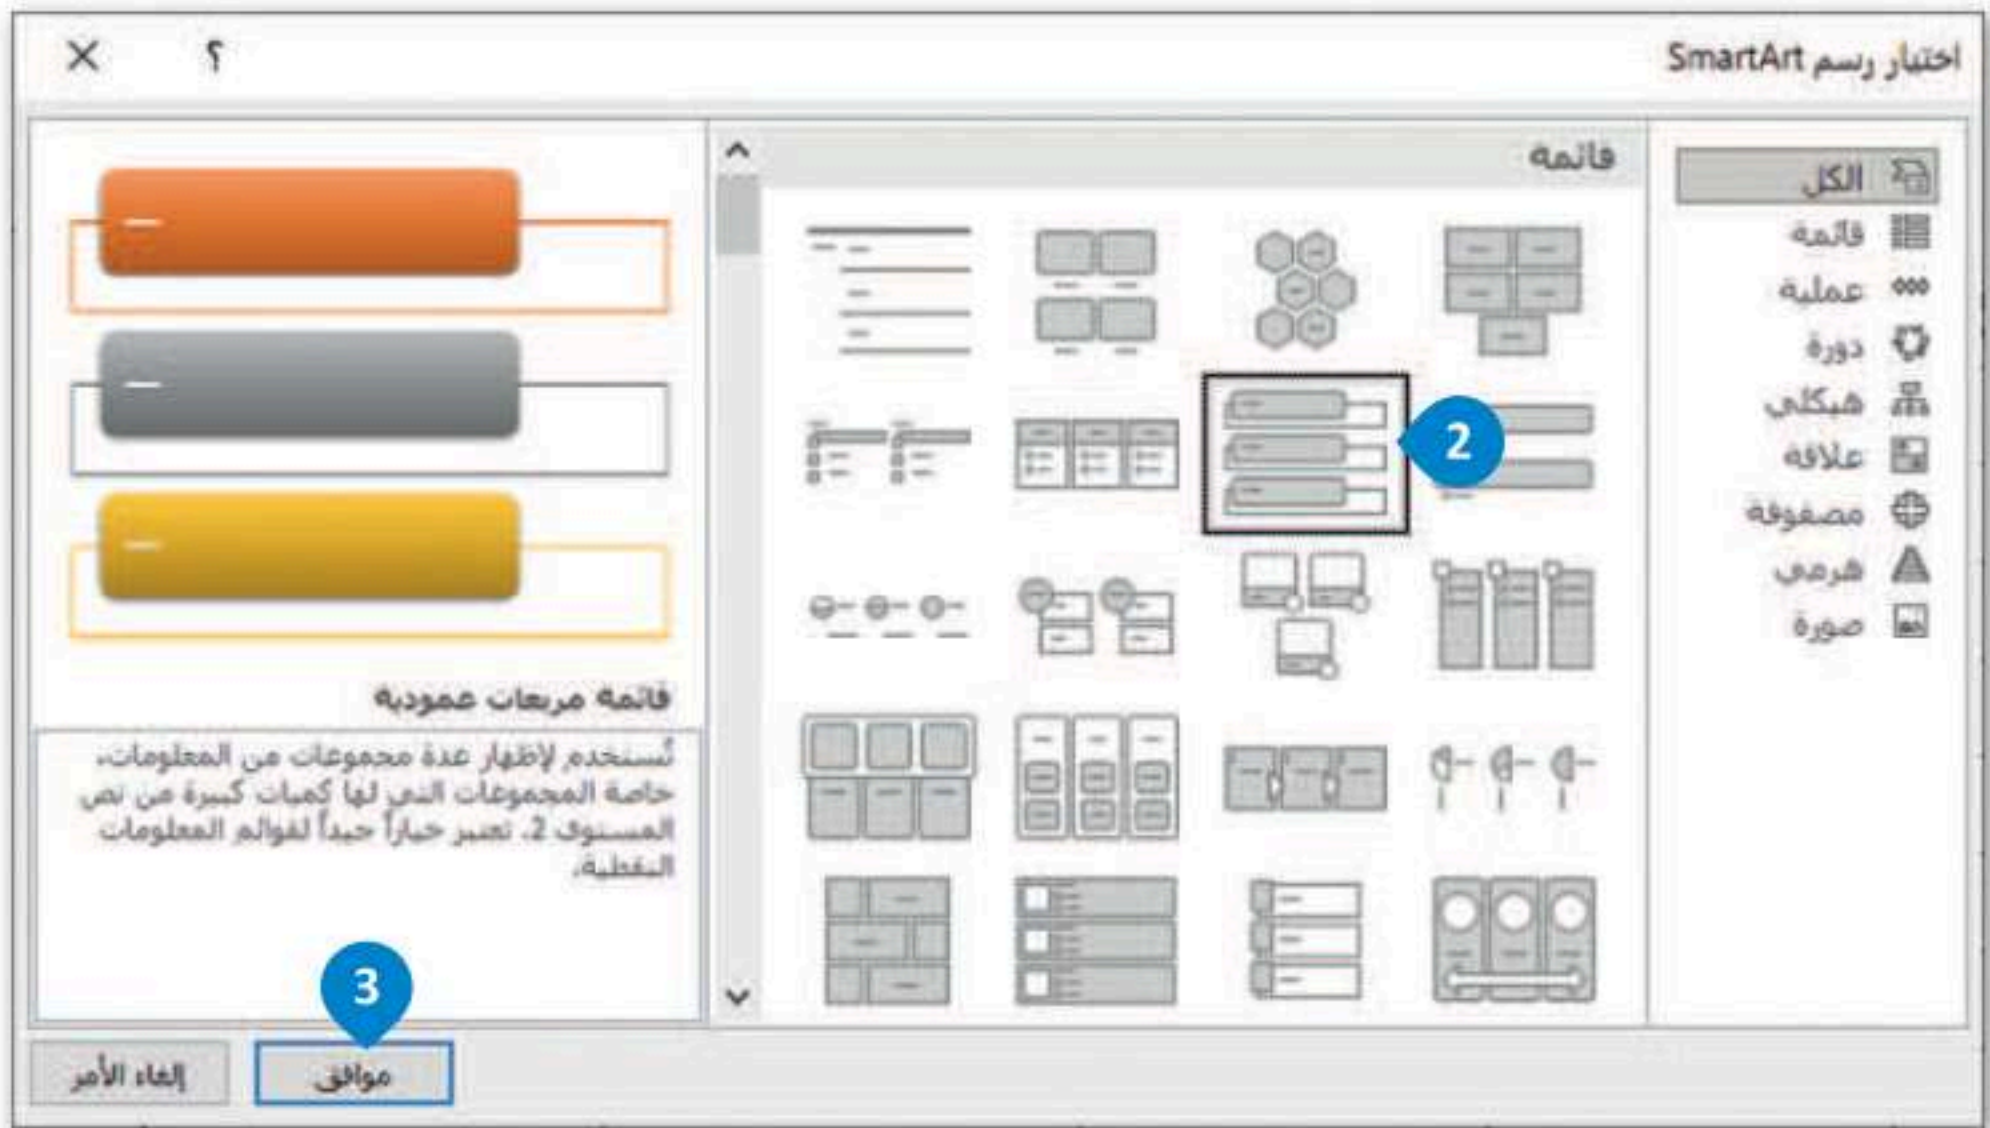 اختيار رسم SmartArt
؟
الكل
قائمة
عملية
دورة
هيكلي
علاقة
مصفوفة
هرمي
صورة
قائمة
2
قائمة مربعات عمودية
تُستخدم لإظهار عدة مجموعات من المعلومات،
خاصة المجموعات التي لها كميات كبيرة من نص
المستوى 2. تعتبر خياراً جيداً لقوائم المعلومات
النقطية.
3
موافق
إلغاء الأمر